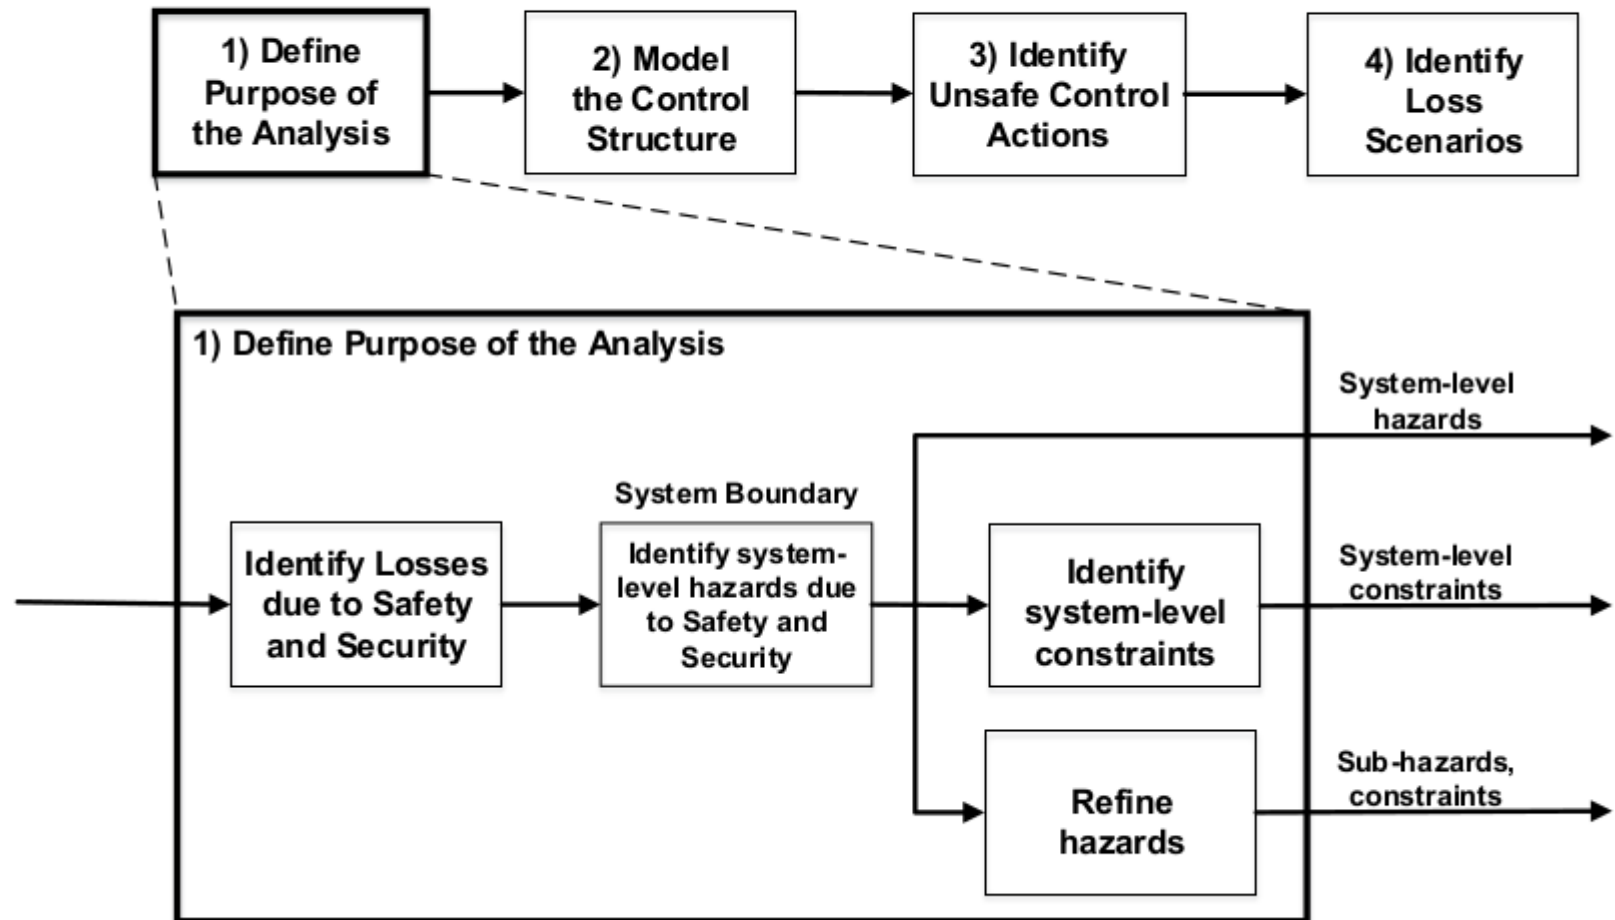 1) Define
Purpose of
the Analysis
2) Model
the Control
Structure
3) Identify
Unsafe Control
Actions
4) Identify
Loss
Scenarios
1) Define Purpose of the Analysis
System-level
hazards
System Boundary
Identify Losses
due to Safety
and Security
Identify system-
level hazards due
to Safety and
Security
Identify
system-level
constraints
System-level
constraints
Refine
hazards
Sub-hazards,
constraints